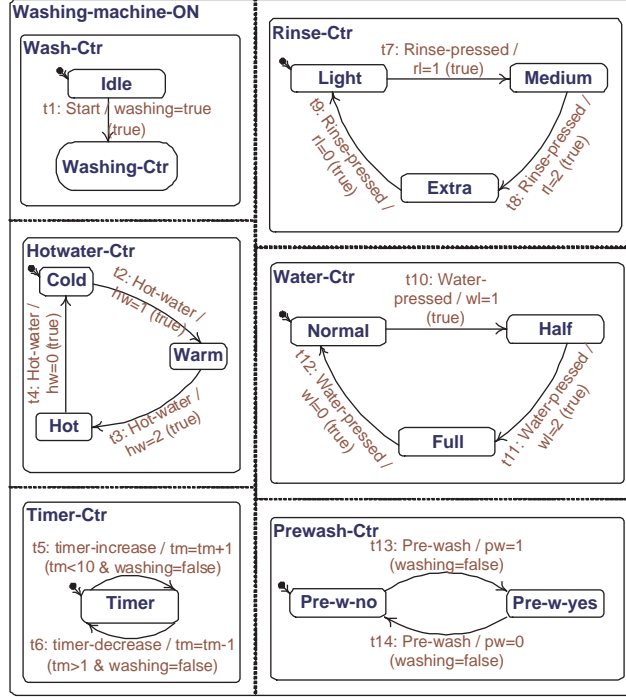 Washing-machine-ON
Wash-Ctr
Idle
t1: Start / washing=true
(true)
Washing-Ctr
Hotwater-Ctr
Cold
t2: Hot-water /
hw=1 (true)
Warm
t3: Hot-water /
hw=2 (true)
Hot
t4: Hot-water /
hw=0 (true)
Timer-Ctr
t5: timer-increase / tm=tm+1
(tm<10 & washing=false)
Timer
t6: timer-decrease / tm=tm-1
(tm>1 & washing=false)
Rinse-Ctr
Light
t7: Rinse-pressed /
rl=1 (true)
Medium
t8: Rinse-pressed /
rl=2 (true)
Extra
t9: Rinse-pressed /
rl=0 (true)
Water-Ctr
Normal
t10: Water-
pressed / wl=1
(true)
Half
t11: Water-pressed /
wl=2 (true)
Full
t12: Water-pressed /
wl=0 (true)
Prewash-Ctr
t13: Pre-wash / pw=1
(washing=false)
Pre-w-no
Pre-w-yes
t14: Pre-wash / pw=0
(washing=false)